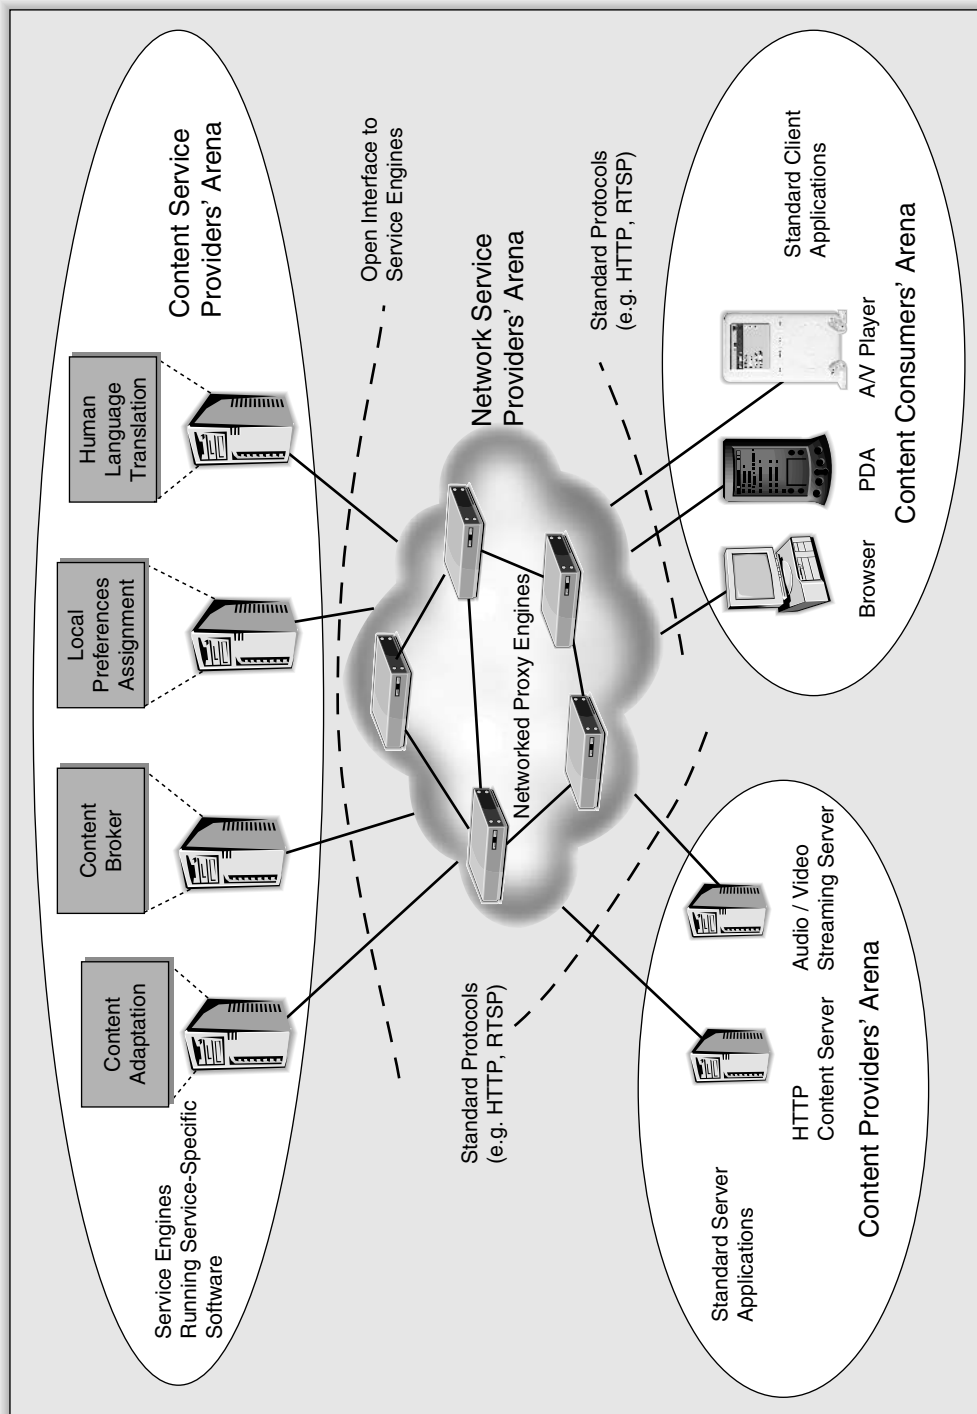 Service Engines
Running Service-Specific
Software
Content
Adaptation
Content
Broker
Local
Preferences
Assignment
Human
Language
Translation
Content Service
Providers’ Arena
Open Interface to
Service Engines
Network Service
Providers’ Arena
Networked Proxy Engines
Standard Protocols
(e.g. HTTP, RTSP)
Standard Protocols
(e.g. HTTP, RTSP)
Standard Server
Applications
HTTP
Content Server
Audio / Video
Streaming Server
Content Providers’ Arena
Browser
PDA
A/V Player
Standard Client
Applications
Content Consumers’ Arena